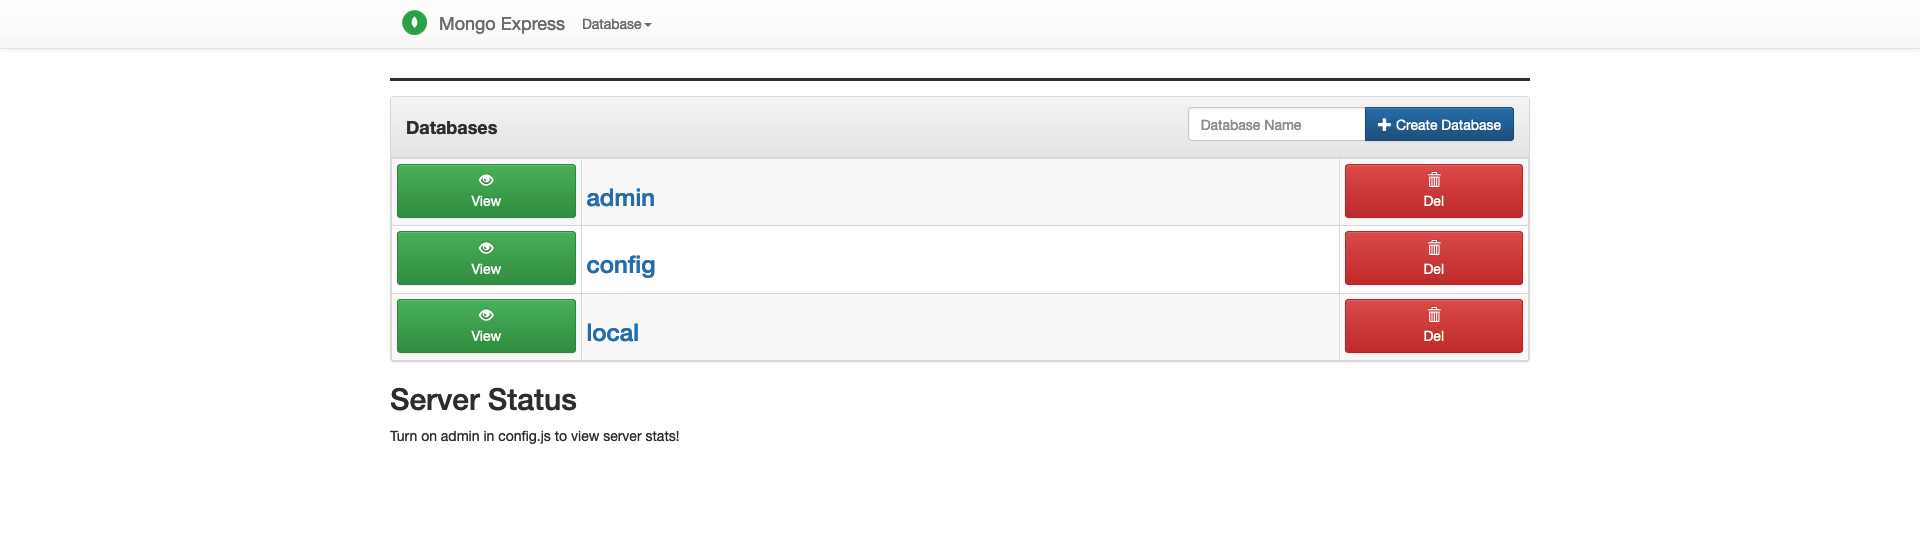 Mongo Express Database
Databases
Database Name Create Database
View
admin
Del
View
config
Del
View
local
Del
Server Status
Turn on admin in config.js to view server stats!